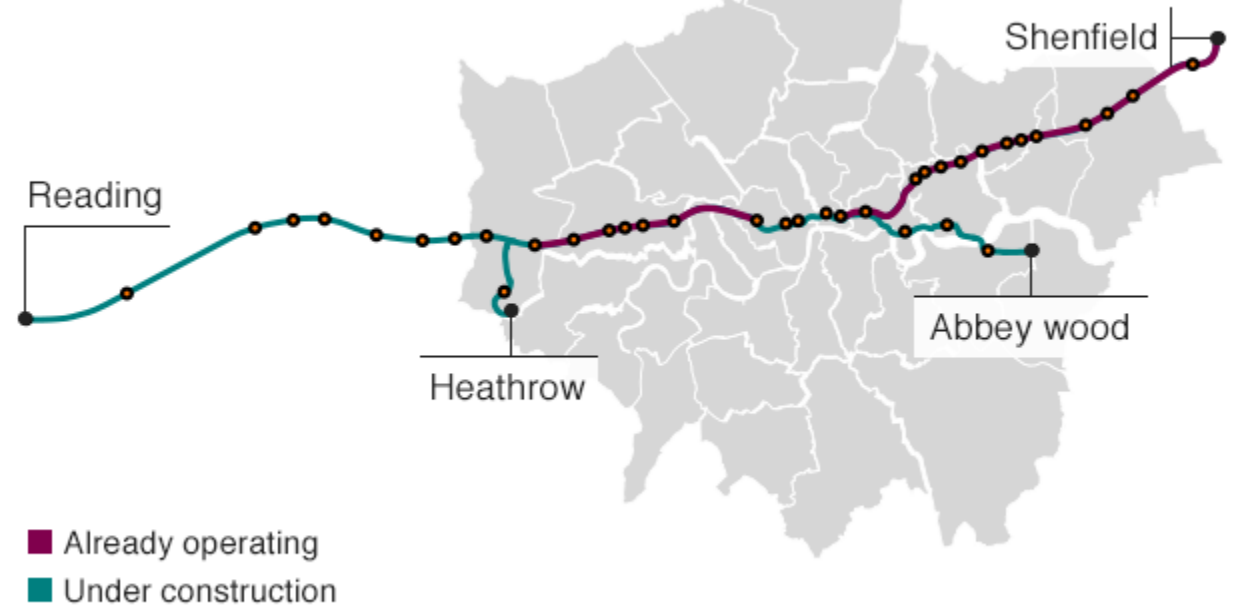 Shenfield
Reading
Abbey wood
Heathrow
Already operating
Under construction